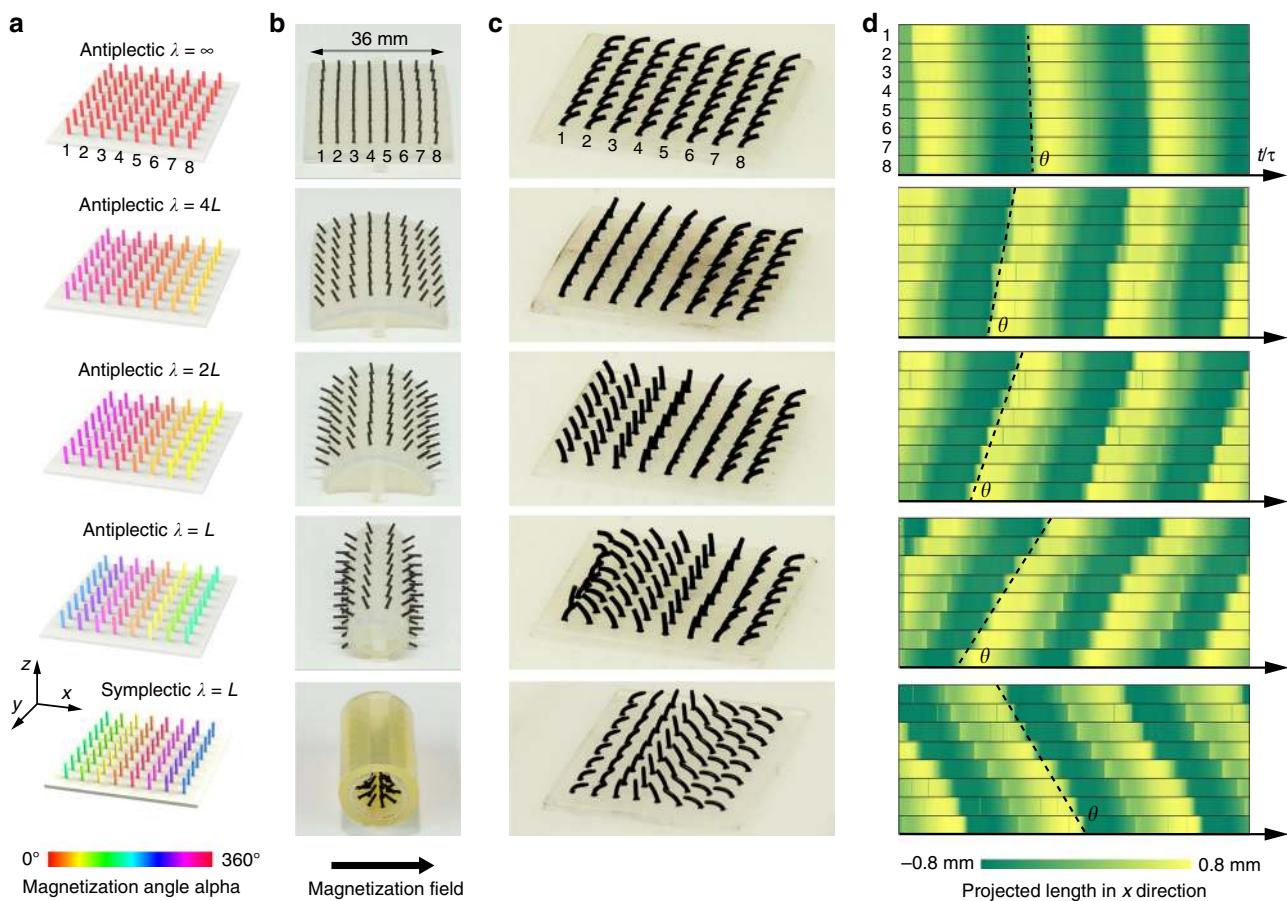 a
Antiplectic λ = ∞
1 2 3 4 5 6 7 8
Antiplectic λ = 4L
Antiplectic λ = 2L
Antiplectic λ = L
z
x
y
Symplectic λ = L
0°
360°
Magnetization angle alpha
b
36 mm
1 2 3 4 5 6 7 8
Magnetization field
c
1 2 3 4 5 6 7 8
d
1
2
3
4
5
6
7
8
θ
t/τ
θ
θ
θ
θ
–0.8 mm
0.8 mm
Projected length in x direction